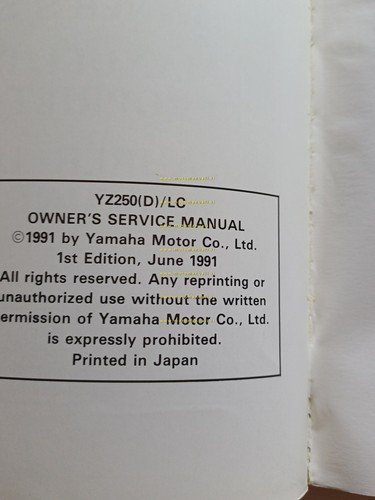 YZ250(D)/LC
OWNER'S SERVICE MANUAL
©1991 by Yamaha Motor Co., Ltd.
1st Edition, June 1991
All rights reserved. Any reprinting or
unauthorized use without the written
ermission of Yamaha Motor Co., Ltd.
is expressly prohibited.
Printed in Japan